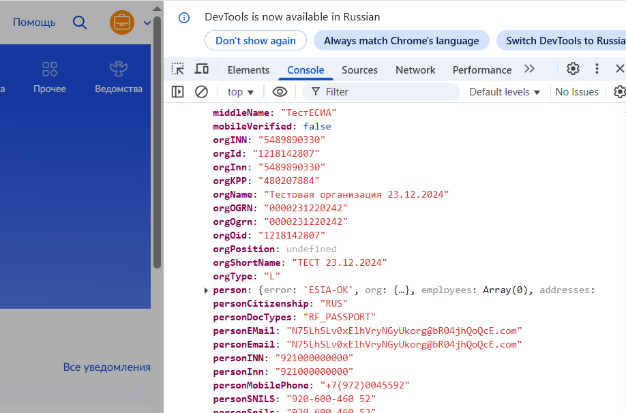 Помощь
а Прочее Ведомства
Все уведомления
DevTools is now available in Russian
Don't show again Always match Chrome's language Switch DevTools to Russia
Elements Console Sources Network Performance
top Filter Default levels No Issues
middleName: "ТестЕСИА"
mobileVerified: false
orgINN: "5489890330"
orgId: "1218142807"
orgInn: "5489890330"
orgKPP: "480207884"
orgName: "Тестовая организация 23.12.2024"
orgOGRN: "0000231220242"
orgOgrn: "0000231220242"
orgOid: "1218142807"
orgPosition: undefined
orgShortName: "ТЕСТ 23.12.2024"
orgType: "L"
person: {error: 'ESIA-OK', org: {…}, employees: Array(0), addresses:
personCitizenship: "RUS"
personDocTypes: "RF_PASSPORT"
personEMail: "N75LhSLv0xElhVryNGyUkorg@bR04jhQoQcE.com"
personEmail: "N75LhSLv0xElhVryNGyUkorg@bR04jhQoQcE.com"
personINN: "921000000000"
personInn: "921000000000"
personMobilePhone: "+7(972)0045592"
personSNILS: "920-600-460 52"
personSnils: "920-600-460 52"